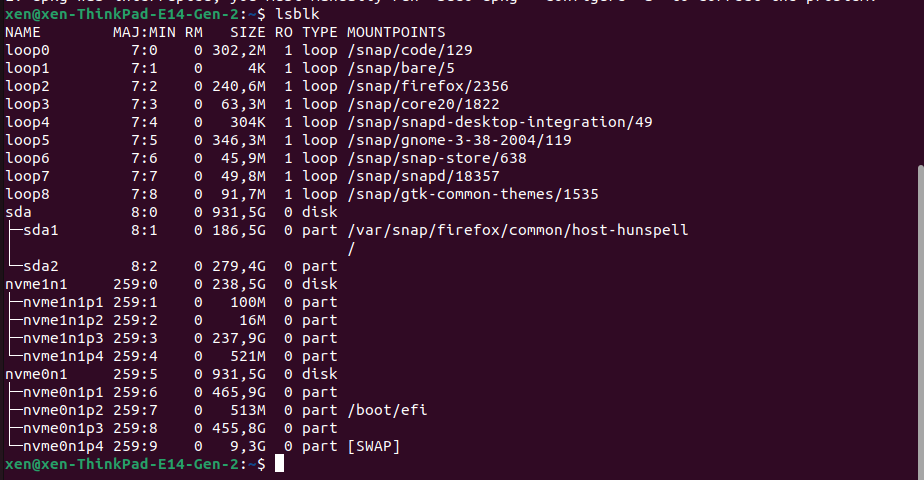 xen@xen-ThinkPad-E14-Gen-2:~$ lsblk
NAME        MAJ:MIN RM   SIZE RO TYPE MOUNTPOINTS
loop0         7:0    0 302,2M  1 loop /snap/code/129
loop1         7:1    0     4K  1 loop /snap/bare/5
loop2         7:2    0 240,6M  1 loop /snap/firefox/2356
loop3         7:3    0  63,3M  1 loop /snap/core20/1822
loop4         7:4    0   304K  1 loop /snap/snapd-desktop-integration/49
loop5         7:5    0 346,3M  1 loop /snap/gnome-3-38-2004/119
loop6         7:6    0  45,9M  1 loop /snap/snap-store/638
loop7         7:7    0  49,8M  1 loop /snap/snapd/18357
loop8         7:8    0  91,7M  1 loop /snap/gtk-common-themes/1535
sda           8:0    0 931,5G  0 disk
├─sda1        8:1    0 186,5G  0 part /var/snap/firefox/common/host-hunspell
│                                     /
└─sda2        8:2    0 279,4G  0 part
nvme1n1     259:0    0 238,5G  0 disk
├─nvme1n1p1 259:1    0   100M  0 part
├─nvme1n1p2 259:2    0    16M  0 part
├─nvme1n1p3 259:3    0 237,9G  0 part
└─nvme1n1p4 259:4    0   521M  0 part
nvme0n1     259:5    0 931,5G  0 disk
├─nvme0n1p1 259:6    0 465,9G  0 part
├─nvme0n1p2 259:7    0   513M  0 part /boot/efi
├─nvme0n1p3 259:8    0 455,8G  0 part
└─nvme0n1p4 259:9    0   9,3G  0 part [SWAP]
xen@xen-ThinkPad-E14-Gen-2:~$